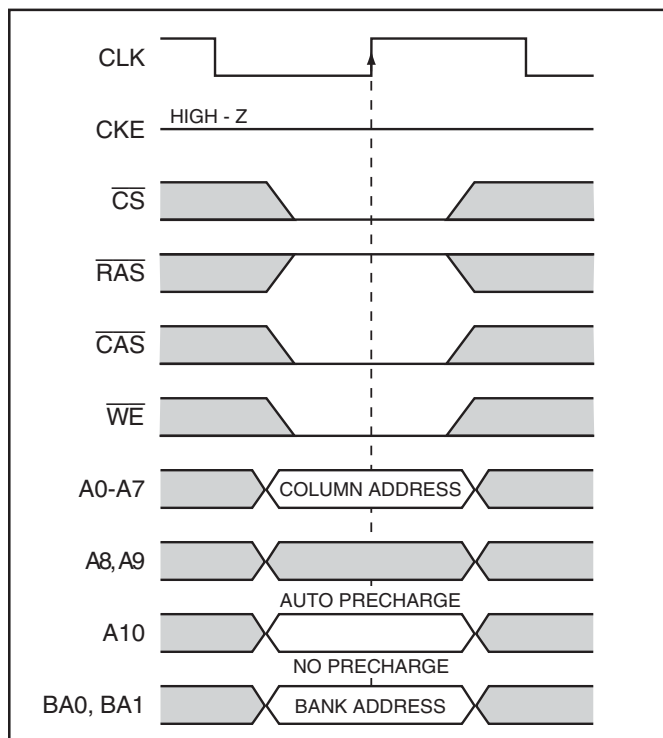 CLK
CKE HIGH - Z
CS
RAS
CAS
WE
A0-A7 COLUMN ADDRESS
A8, A9
AUTO PRECHARGE
A10
NO PRECHARGE
BA0, BA1 BANK ADDRESS